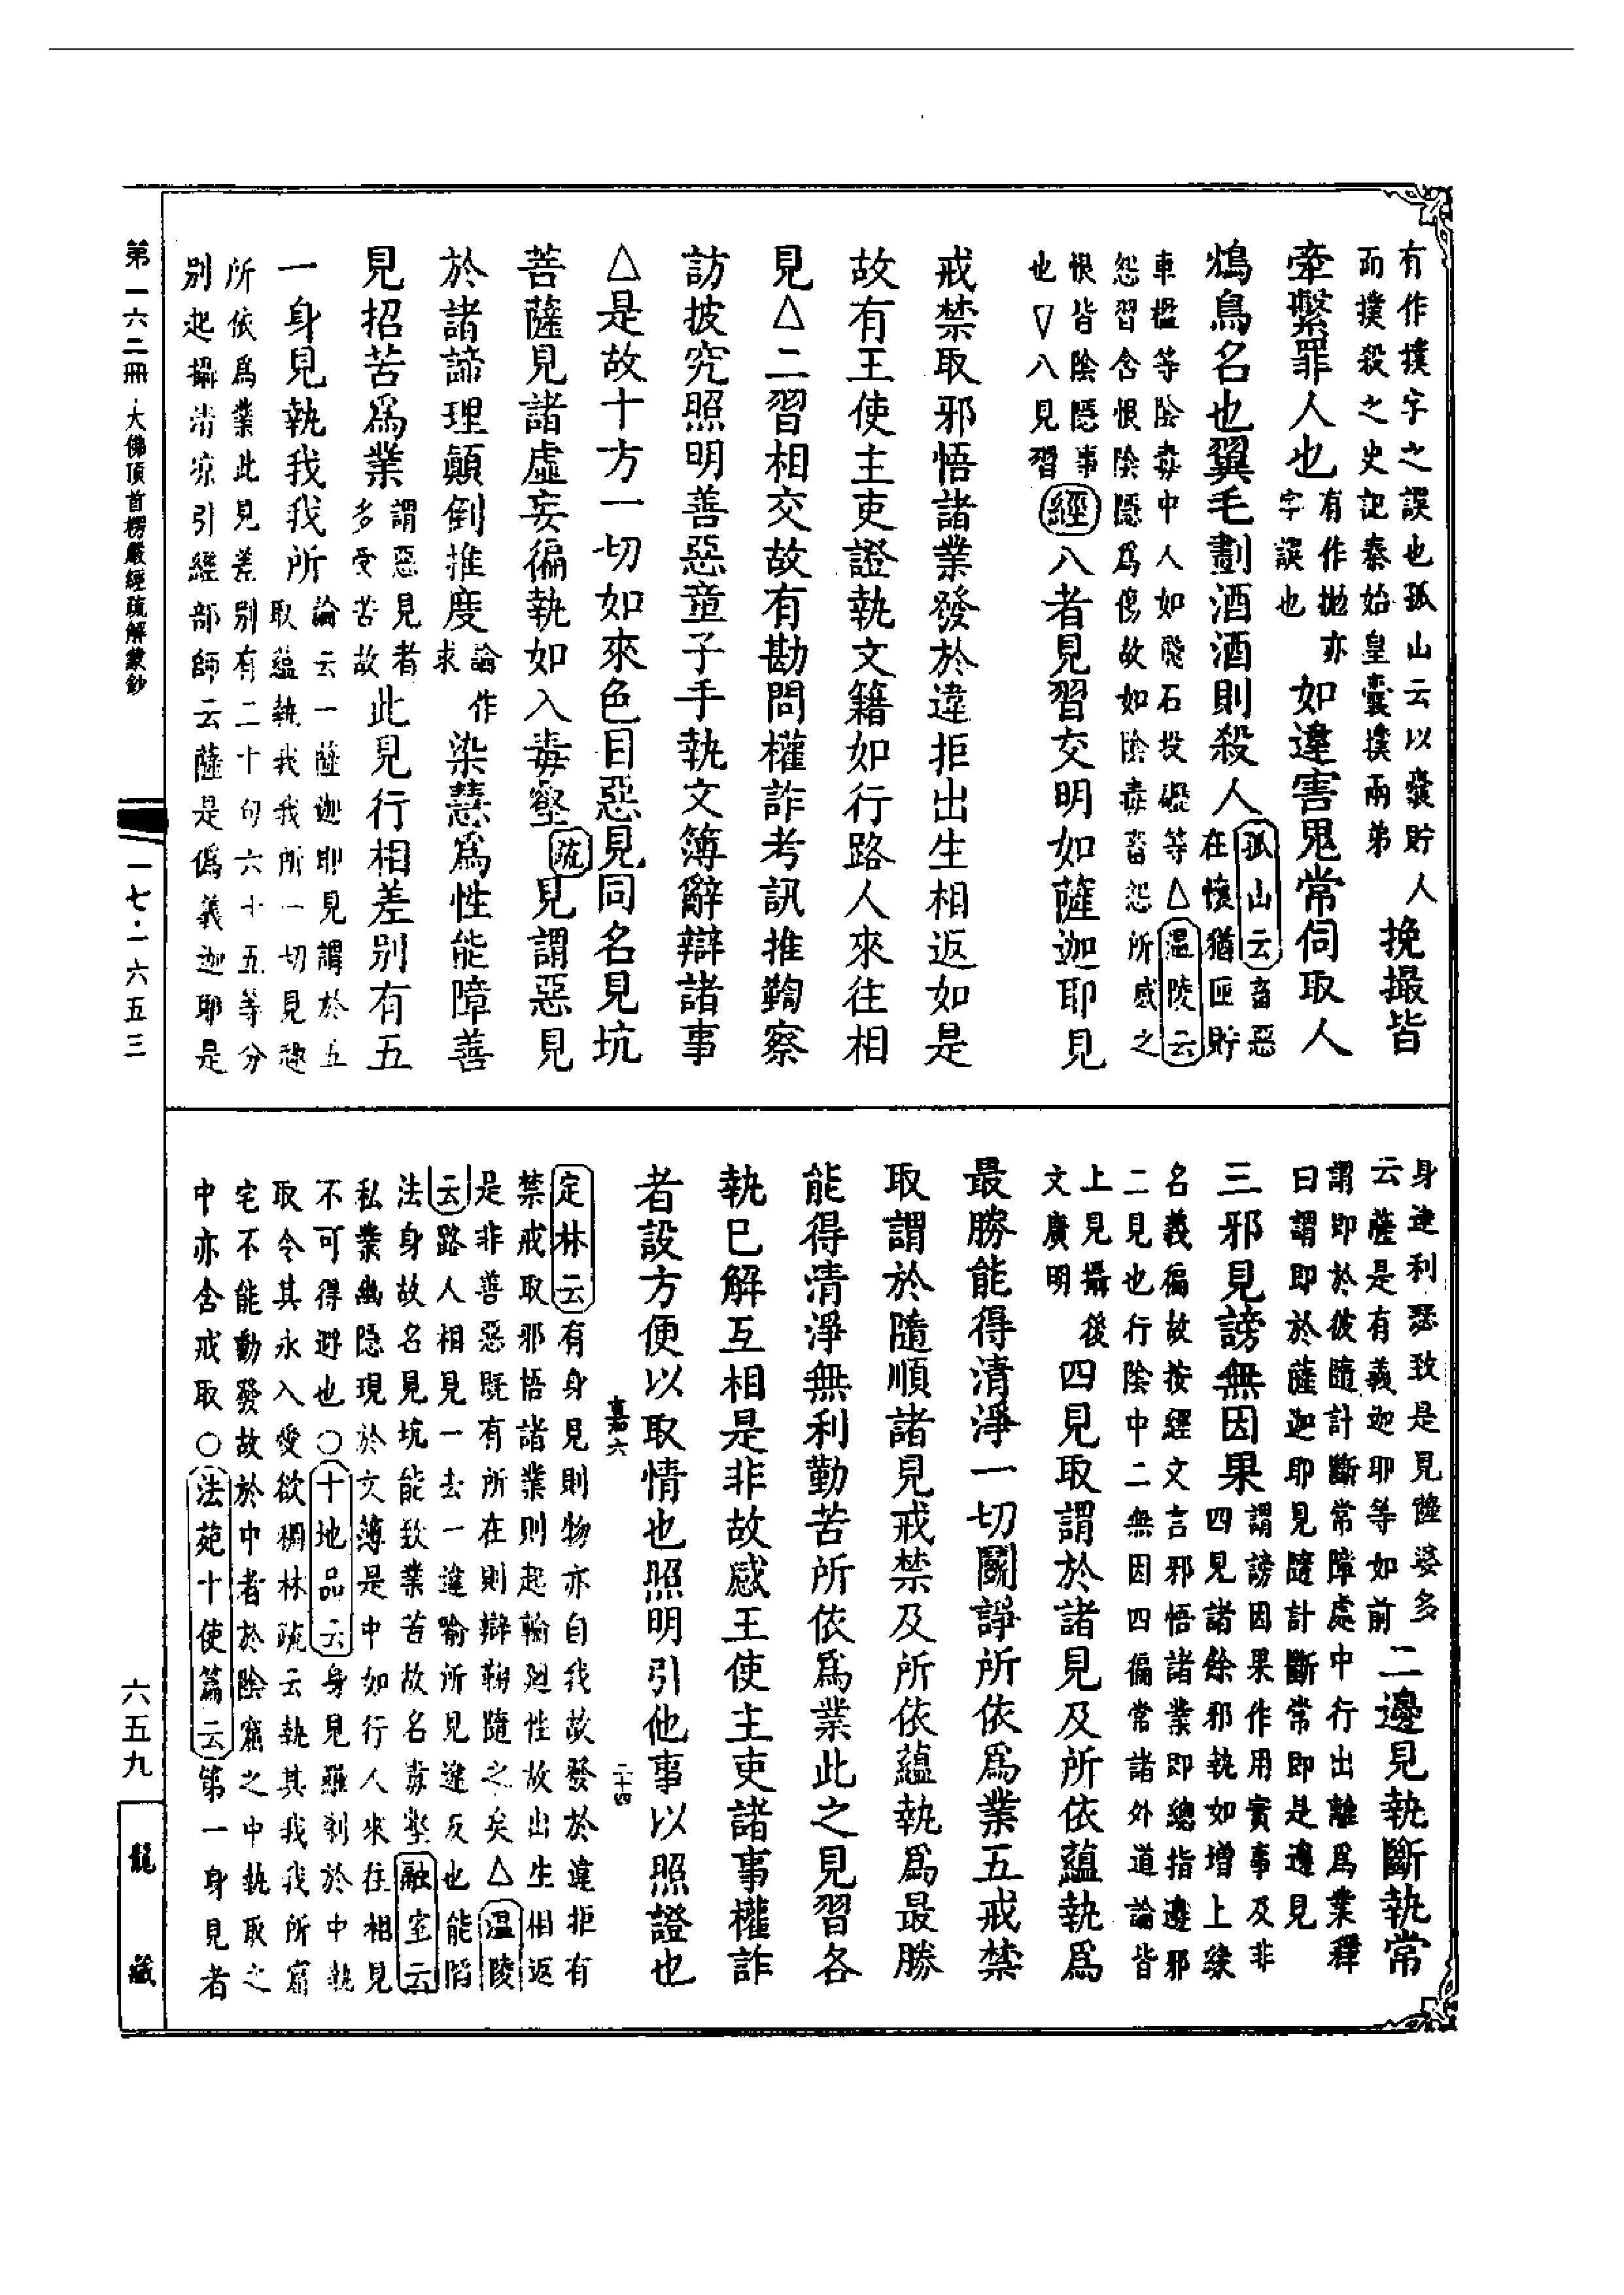 有作撲字之誤也孤山云以囊貯人
而撲殺之史記秦始皇囊撲兩弟
挽撮皆
牽繫罪人也
有作拋亦
字誤也
如違害鬼常伺取人
鴆鳥名也翼毛劃酒酒則殺人
孤山云畜惡
在懷猶匣貯
車檻等陰毒中人如飛石投礰等△温陵云
怨習含恨陰隱爲傷故如陰毒畜怨所感之
恨皆陰隱事
也▽八見習
經八者見習交明如薩迦耶見
戒禁取邪悟諸業發於違拒出生相返如是
故有王使主吏證執文籍如行路人來往相
見△二習相交故有勘問權詐考訊推鞫察
訪披究照明善惡童子手執文簿辭辯諸事
△是故十方一切如來色目惡見同名見坑
菩薩見諸虛妄徧執如入毒壑疏見謂惡見
於諸諦理顛倒推度
論作
求
染慧爲性能障善
見招苦爲業
謂惡見者
多受苦故
此見行相差別有五
一身見執我我所
論云一薩迦耶見謂於五
取蘊執我我所一切見趣
所依爲業此見差別有二十句六十五等分
別起攝清涼引經部師云薩是僞義迦耶是
身達利瑟致是見薩婆多
云薩是有義迦耶等如前
二邊見執斷執常
謂即於彼隨計斷常障處中行出離爲業釋
曰謂即於薩迦耶見隨計斷常即是邊見
三邪見謗無因果
謂謗因果作用實事及非
四見諸餘邪執如增上緣
名義徧故按經文言邪悟諸業即總指邊邪
二見也行陰中二無因四徧常諸外道論皆
上見攝後
文廣明
四見取謂於諸見及所依蘊執爲
最勝能得清淨一切鬬諍所依爲業五戒禁
取謂於隨順諸見戒禁及所依蘊執爲最勝
能得清淨無利勤苦所依爲業此之見習各
執已解互相是非故感王使主吏諸事權詐
者設方便以取情也照明引他事以照證也
嘉六
二十四
定林云有身見則物亦自我故發於違拒有
禁戒取邪悟諸業則起輪迴性故出生相返
是非善惡既有所在則辯鞫隨之矣△温陵
云路人相見一去一違喻所見違反也能陷
法身故名見坑能致業苦故名毒壑融室云
私業幽隱現於文薄是中如行人來往相見
不可得避也○十地品云身見羅刹於中執
取令其永入愛欲稠林疏云執其我我所窟
宅不能動發故於中者於陰窟之中執取之
中亦含戒取○法苑十使篇云第一身見者
第一六二冊 大佛頂首楞嚴經疏解蒙鈔
一七·一六五三
六五九
龍藏